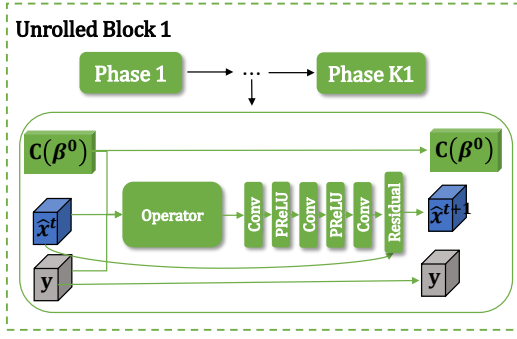 Unrolled Block 1
Phase 1
...
Phase K1
C(β⁰)
C(β⁰)
x̂ᵗ
Operator
Conv
PReLU
Conv
PReLU
Conv
Residual
x̂ᵗ⁺¹
y
y